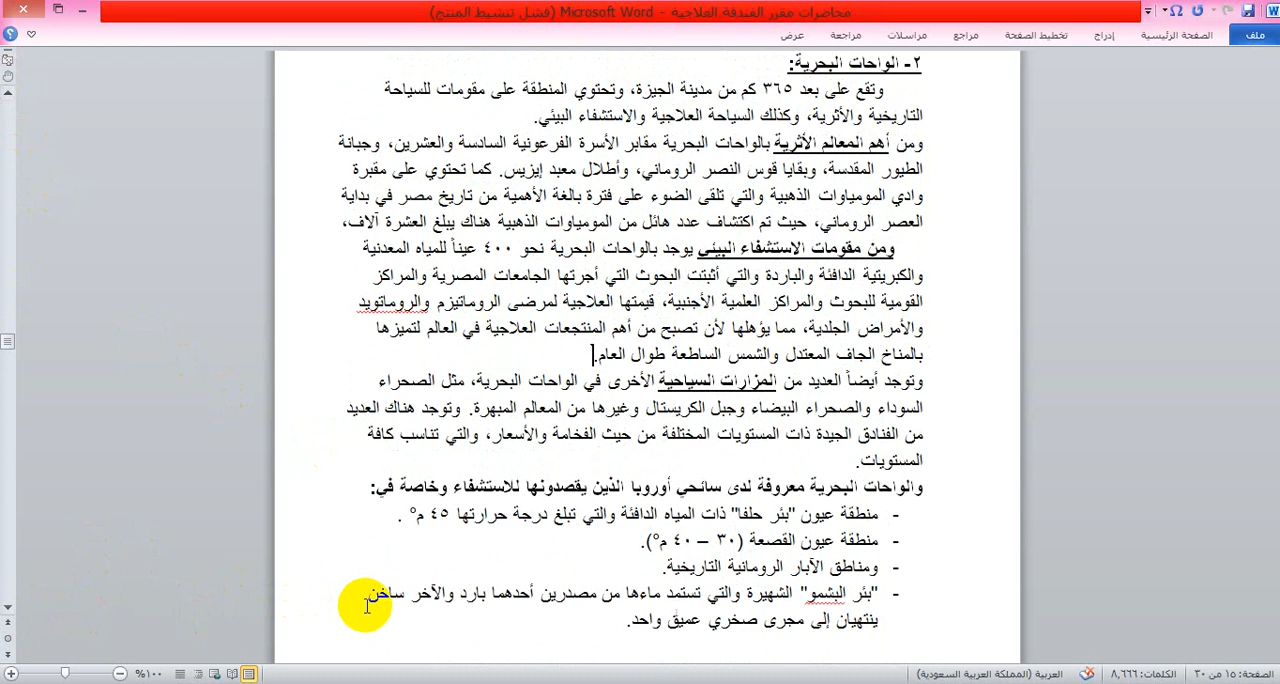 محاضرات مقرر الفندقة العلاجية - Microsoft Word (فشل تنشيط المنتج)
ملف الصفحة الرئيسية إدراج تخطيط الصفحة مراجع مراسلات مراجعة عرض
٢- الواحات البحرية:
وتقع على بعد ٣٦٥ كم من مدينة الجيزة، وتحتوي المنطقة على مقومات للسياحة
التاريخية والأثرية، وكذلك السياحة العلاجية والاستشفاء البيئي.
ومن أهم المعالم الأثرية بالواحات البحرية مقابر الأسرة الفرعونية السادسة والعشرين، وجبانة
الطيور المقدسة، وبقايا قوس النصر الروماني، وأطلال معبد إيزيس. كما تحتوي على مقبرة
وادي المومياوات الذهبية والتي تلقى الضوء على فترة بالغة الأهمية من تاريخ مصر في بداية
العصر الروماني، حيث تم اكتشاف عدد هائل من المومياوات الذهبية هناك يبلغ العشرة آلاف،
ومن مقومات الاستشفاء البيئي يوجد بالواحات البحرية نحو ٤٠٠ عيناً للمياه المعدنية
والكبريتية الدافئة والباردة والتي أثبتت البحوث التي أجرتها الجامعات المصرية والمراكز
القومية للبحوث والمراكز العلمية الأجنبية، قيمتها العلاجية لمرضى الروماتيزم والروماتويد
والأمراض الجلدية، مما يؤهلها لأن تصبح من أهم المنتجعات العلاجية في العالم لتميزها
بالمناخ الجاف المعتدل والشمس الساطعة طوال العام.
وتوجد أيضاً العديد من المزارات السياحية الأخرى في الواحات البحرية، مثل الصحراء
السوداء والصحراء البيضاء وجبل الكريستال وغيرها من المعالم المبهرة. وتوجد هناك العديد
من الفنادق الجيدة ذات المستويات المختلفة من حيث الفخامة والأسعار، والتي تناسب كافة
المستويات.
والواحات البحرية معروفة لدى سائحي أوروبا الذين يقصدونها للاستشفاء وخاصة في:
- منطقة عيون "بئر حلفا" ذات المياه الدافئة والتي تبلغ درجة حرارتها ٤٥ م° .
- منطقة عيون القصعة (٣٠ – ٤٠ م°).
- ومناطق الآبار الرومانية التاريخية.
- "بئر البشمو" الشهيرة والتي تستمد ماءها من مصدرين أحدهما بارد والآخر ساخن
ينتهيان إلى مجرى صخري عميق واحد.
الصفحة: ١٥ من ٣٠ الكلمات: ٨,٦٦٦ العربية (المملكة العربية السعودية) ١٠٠%